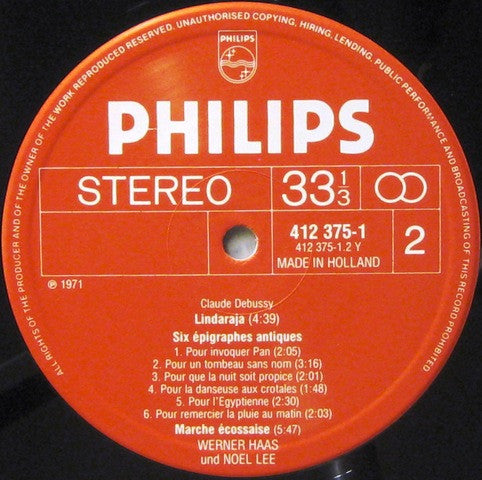 ALL RIGHTS OF THE PRODUCER AND OF THE OWNER OF THE WORK REPRODUCED RESERVED. UNAUTHORISED COPYING, HIRING, LENDING, PUBLIC PERFORMANCE AND BROADCASTING OF THIS RECORD PROHIBITED
PHILIPS
PHILIPS
STEREO
33 1/3
412 375-1
412 375-1.2 Y
MADE IN HOLLAND
2
℗ 1971
Claude Debussy
Lindaraja (4:39)
Six épigraphes antiques
1. Pour invoquer Pan (2:05)
2. Pour un tombeau sans nom (3:16)
3. Pour que la nuit soit propice (2:01)
4. Pour la danseuse aux crotales (1:48)
5. Pour l'Egyptienne (2:30)
6. Pour remercier la pluie au matin (2:03)
Marche écossaise (5:47)
WERNER HAAS
und NOEL LEE